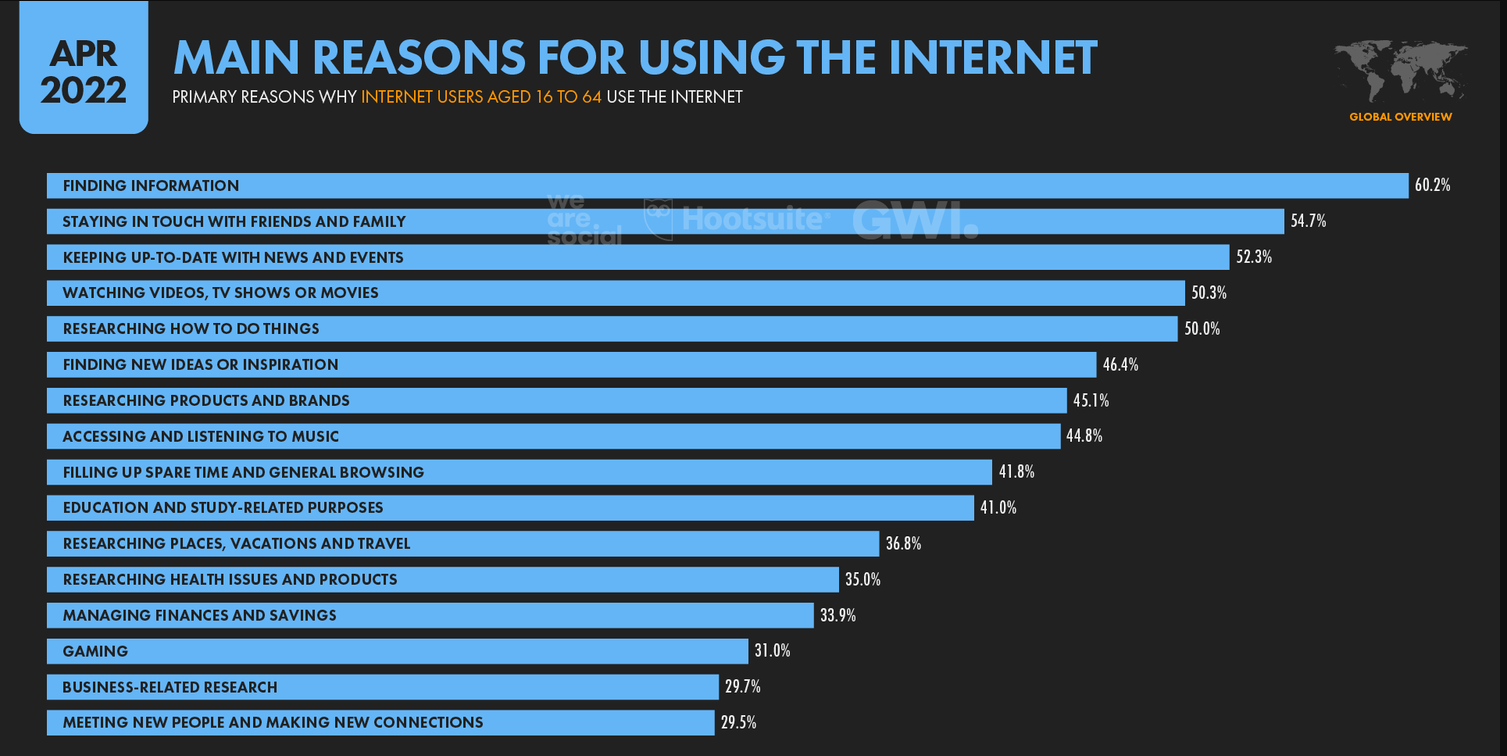 APR
2022
MAIN REASONS FOR USING THE INTERNET
PRIMARY REASONS WHY INTERNET USERS AGED 16 TO 64 USE THE INTERNET
GLOBAL OVERVIEW
FINDING INFORMATION 60.2%
we
are.
social
Hootsuite®
GWI.
STAYING IN TOUCH WITH FRIENDS AND FAMILY 54.7%
KEEPING UP-TO-DATE WITH NEWS AND EVENTS 52.3%
WATCHING VIDEOS, TV SHOWS OR MOVIES 50.3%
RESEARCHING HOW TO DO THINGS 50.0%
FINDING NEW IDEAS OR INSPIRATION 46.4%
RESEARCHING PRODUCTS AND BRANDS 45.1%
ACCESSING AND LISTENING TO MUSIC 44.8%
FILLING UP SPARE TIME AND GENERAL BROWSING 41.8%
EDUCATION AND STUDY-RELATED PURPOSES 41.0%
RESEARCHING PLACES, VACATIONS AND TRAVEL 36.8%
RESEARCHING HEALTH ISSUES AND PRODUCTS 35.0%
MANAGING FINANCES AND SAVINGS 33.9%
GAMING 31.0%
BUSINESS-RELATED RESEARCH 29.7%
MEETING NEW PEOPLE AND MAKING NEW CONNECTIONS 29.5%